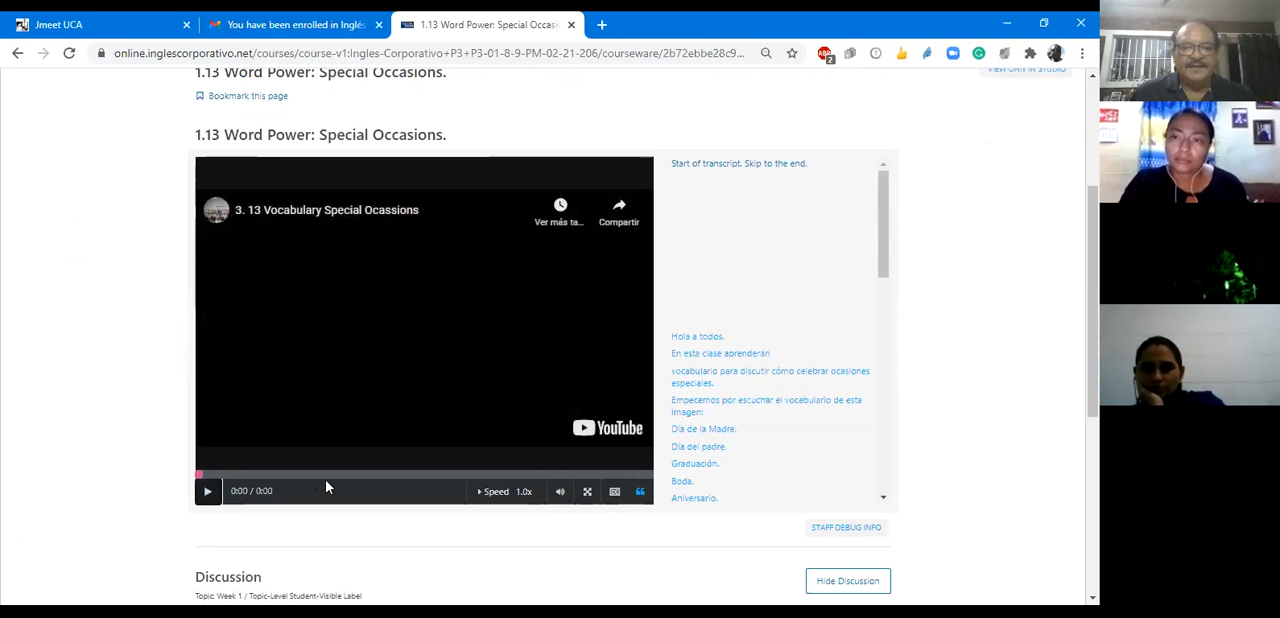 Jmeet UCA
You have been enrolled in Inglés
1.13 Word Power: Special Occasi
online.inglescorporativo.net/courses/course-v1:Ingles-Corporativo+P3+P3-01-8-9-PM-02-21-206/courseware/2b72ebbe28c9...
1.13 Word Power: Special Occasions.
VIEW UNIT IN STUDIO
Bookmark this page
1.13 Word Power: Special Occasions.
3. 13 Vocabulary Special Ocassions
Ver más ta...
Compartir
YouTube
0:00 / 0:00
Speed 1.0x
Start of transcript. Skip to the end.
Hola a todos.
En esta clase aprenderán
vocabulario para discutir cómo celebrar ocasiones
especiales.
Empecemos por escuchar el vocabulario de esta
imagen:
Día de la Madre.
Día del padre.
Graduación.
Boda.
Aniversario.
STAFF DEBUG INFO
Discussion
Hide Discussion
Topic: Week 1 / Topic-Level Student-Visible Label